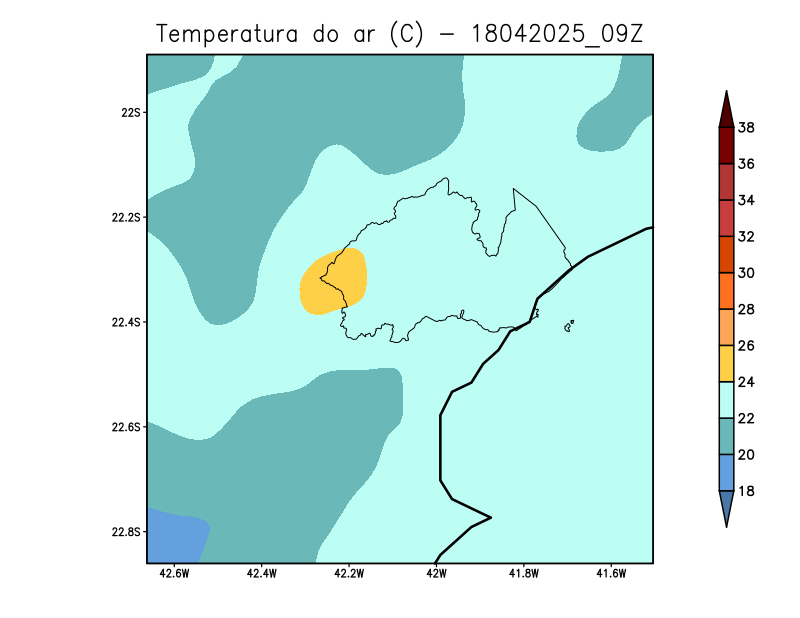 Temperatura do ar (C) - 18042025_09Z
22S
22.2S
22.4S
22.6S
22.8S
42.6W
42.4W
42.2W
42W
41.8W
41.6W
38
36
34
32
30
28
26
24
22
20
18